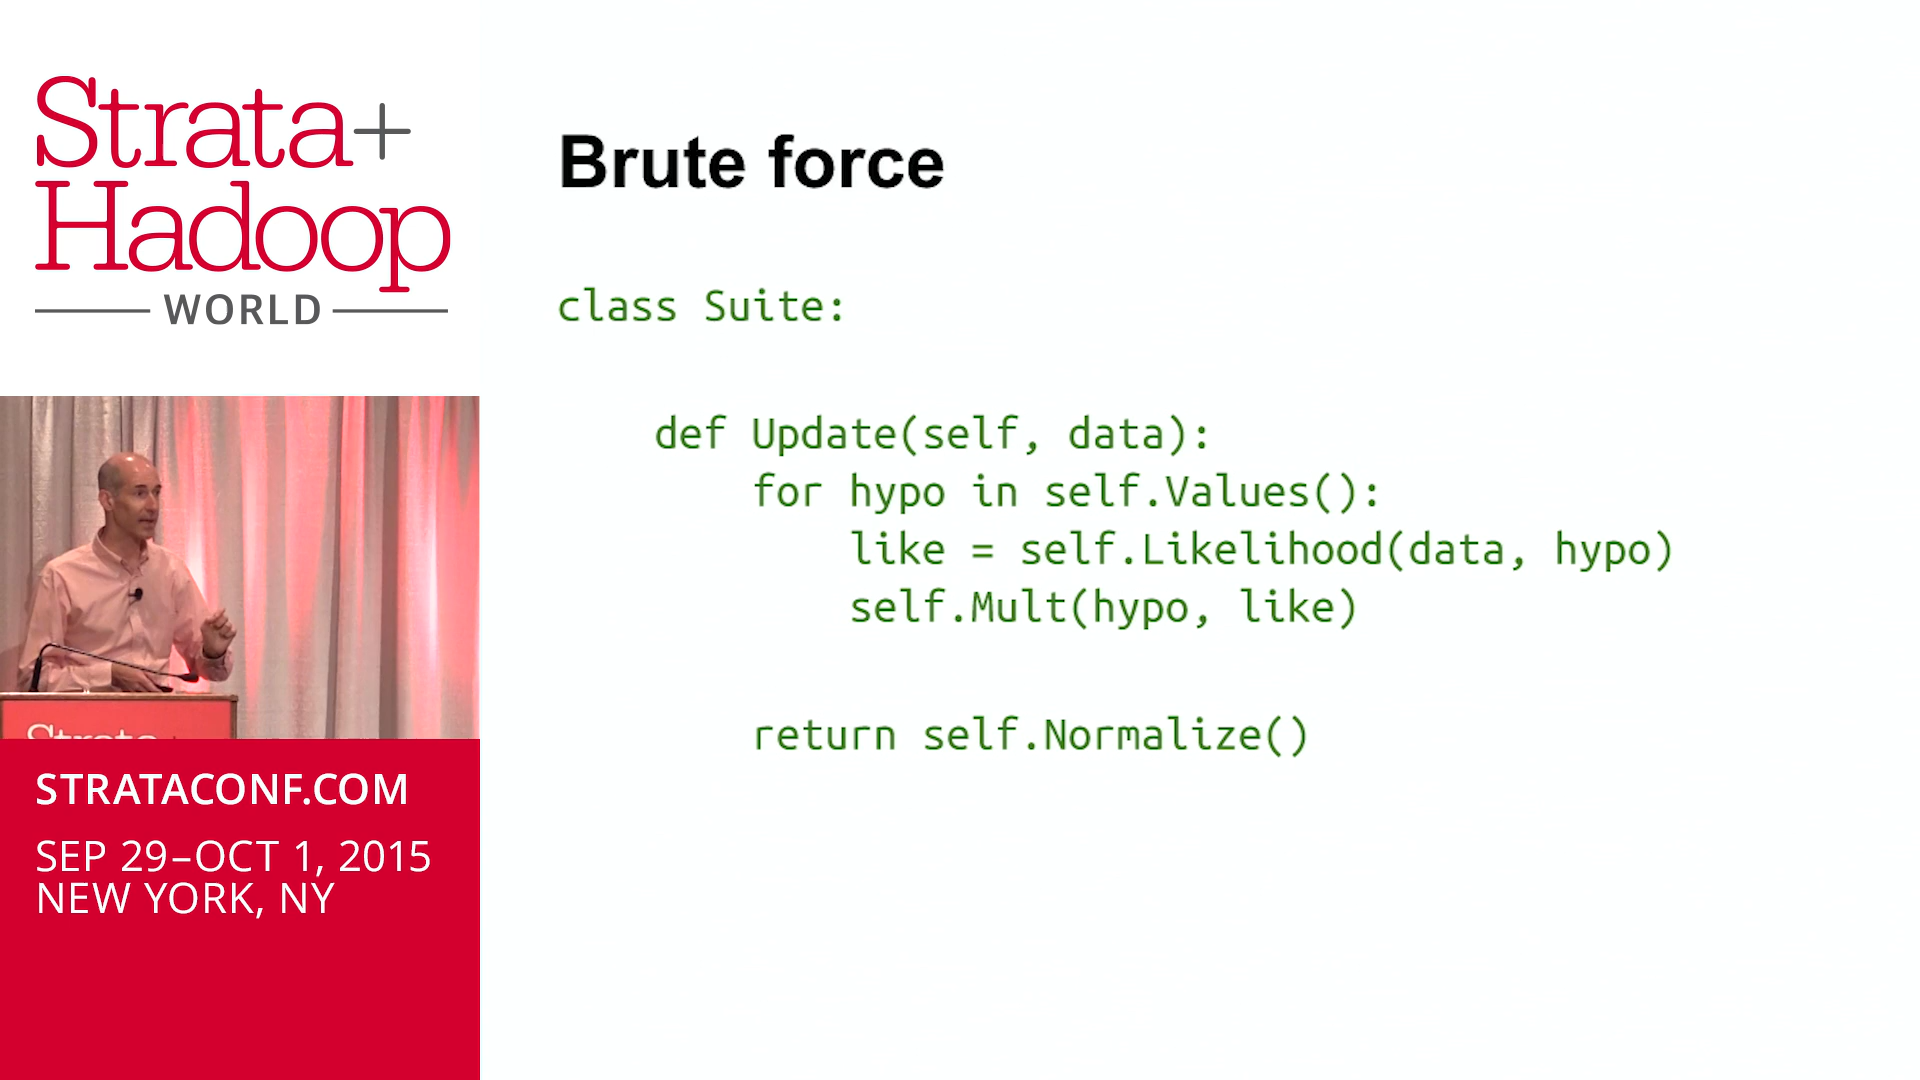 Strata+
Hadoop
WORLD
Strata+
STRATACONF.COM
SEP 29–OCT 1, 2015
NEW YORK, NY
Brute force
class Suite:
def Update(self, data):
for hypo in self.Values():
like = self.Likelihood(data, hypo)
self.Mult(hypo, like)
return self.Normalize()